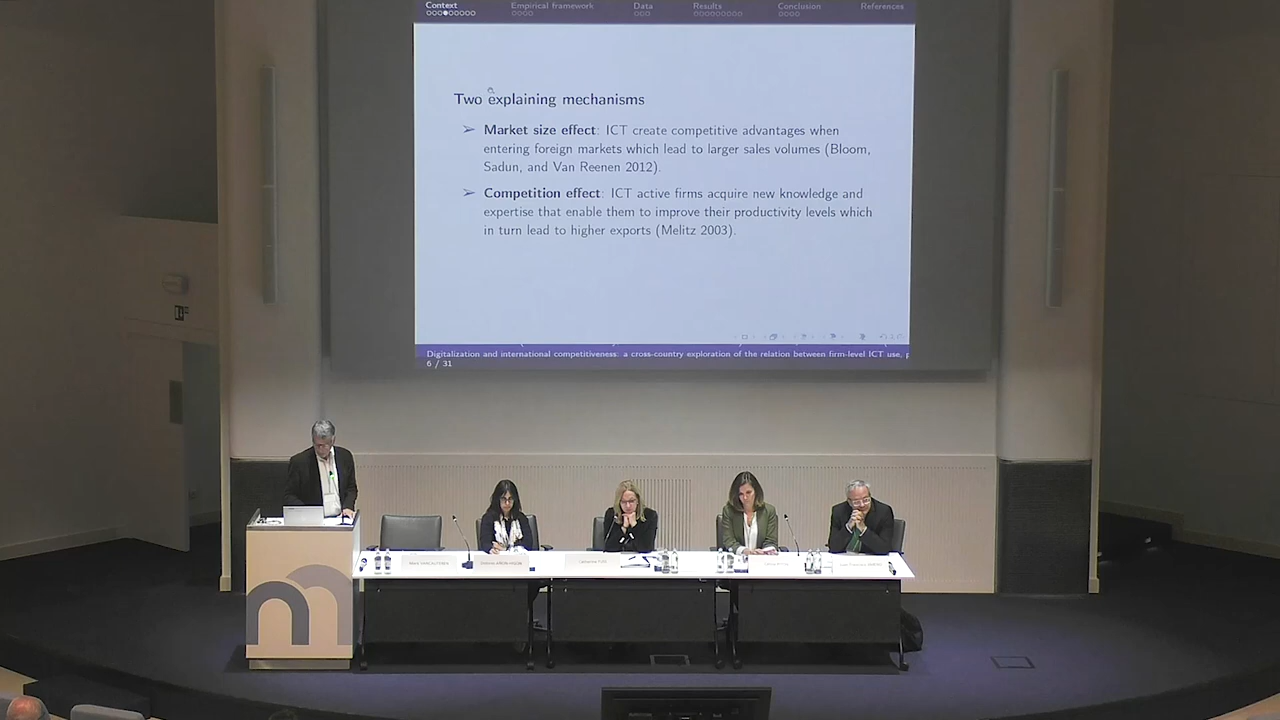 Context Empirical framework Data Results Conclusion References
Two explaining mechanisms
➢ Market size effect: ICT create competitive advantages when
entering foreign markets which lead to larger sales volumes (Bloom,
Sadun, and Van Reenen 2012).
➢ Competition effect: ICT active firms acquire new knowledge and
expertise that enable them to improve their productivity levels which
in turn lead to higher exports (Melitz 2003).
Digitalization and international competitiveness: a cross-country exploration of the relation between firm-level ICT use, p
6 / 31